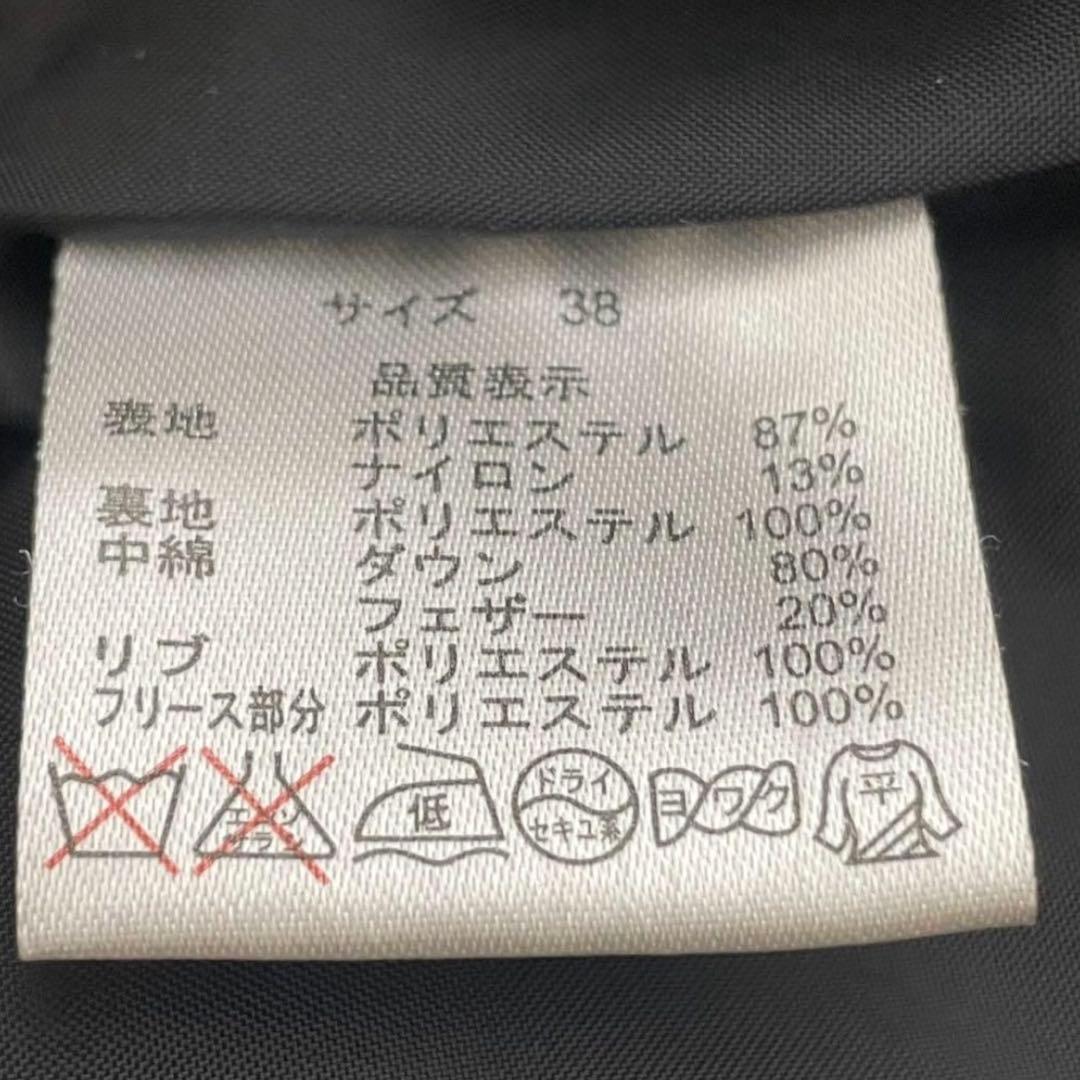 サイズ 38
品質表示
表地 ポリエステル 87%
ナイロン 13%
裏地 ポリエステル 100%
中綿 ダウン 80%
フェザー 20%
リブ ポリエステル 100%
フリース部分 ポリエステル 100%
エンソ
サラシ
低
ドライ
セキユ系
ヨワク
平